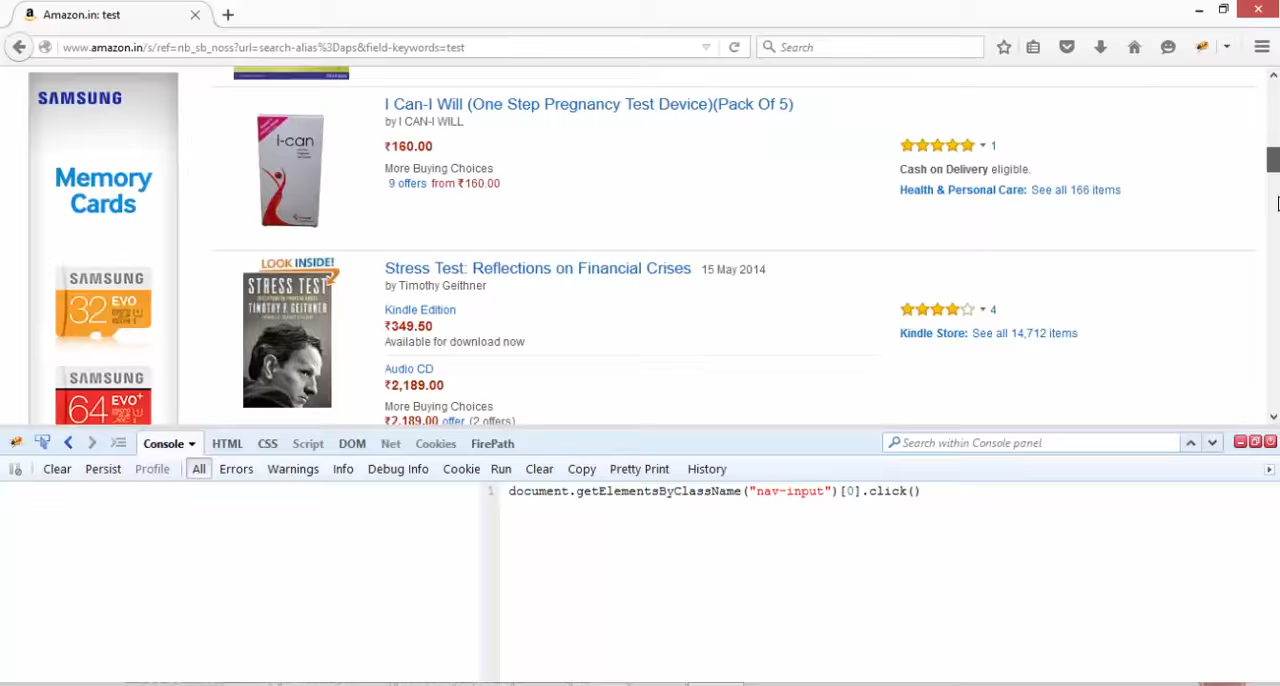 Amazon.in: test
www.amazon.in/s/ref=nb_sb_noss?url=search-alias%3Daps&field-keywords=test
Search
SAMSUNG
Memory
Cards
SAMSUNG
32 EVO
SAMSUNG
64 EVO+
I Can-I Will (One Step Pregnancy Test Device)(Pack Of 5)
by I CAN-I WILL
₹160.00
More Buying Choices
9 offers from ₹160.00
1
Cash on Delivery eligible.
Health & Personal Care: See all 166 items
i-can
LOOK INSIDE!
STRESS TEST
TIMOTHY F. GEITHNER
Stress Test: Reflections on Financial Crises 15 May 2014
by Timothy Geithner
Kindle Edition
₹349.50
Available for download now
Audio CD
₹2,189.00
More Buying Choices
₹2,189.00 offer (2 offers)
4
Kindle Store: See all 14,712 items
Console HTML CSS Script DOM Net Cookies FirePath
Search within Console panel
Clear Persist Profile All Errors Warnings Info Debug Info Cookie Run Clear Copy Pretty Print History
1 document.getElementsByClassName("nav-input")[0].click()